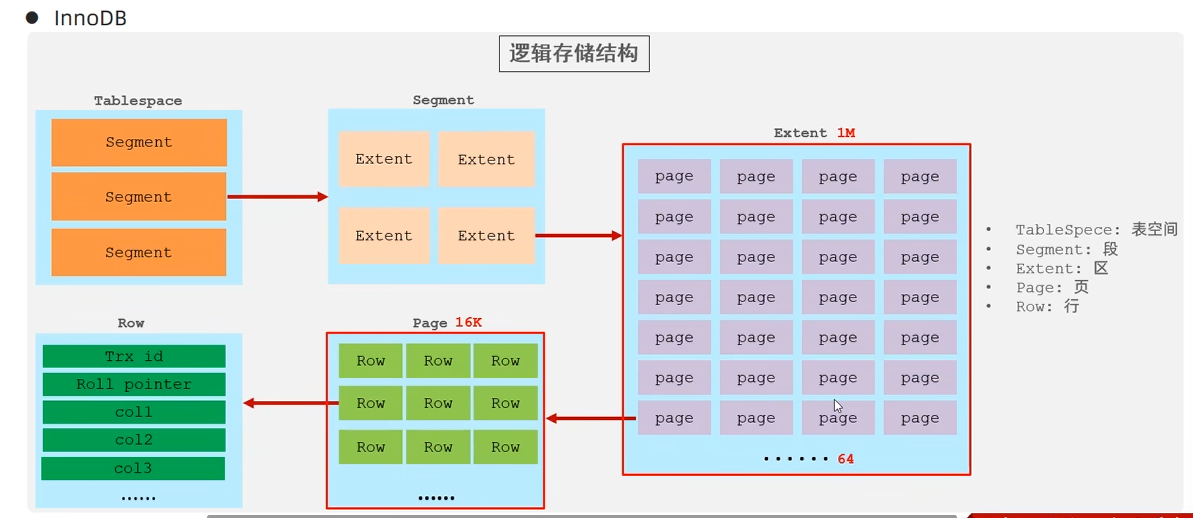 ● InnoDB
逻辑存储结构
Tablespace
Segment
Segment
Segment
Segment
Extent Extent
Extent Extent
Extent 1M
page page page page
page page page page
page page page page
page page page page
page page page page
page page page page
page page page page
······ 64
• TableSpece: 表空间
• Segment: 段
• Extent: 区
• Page: 页
• Row: 行
Row
Trx id
Roll pointer
col1
col2
col3
······
Page 16K
Row Row Row
Row Row Row
Row Row Row
······